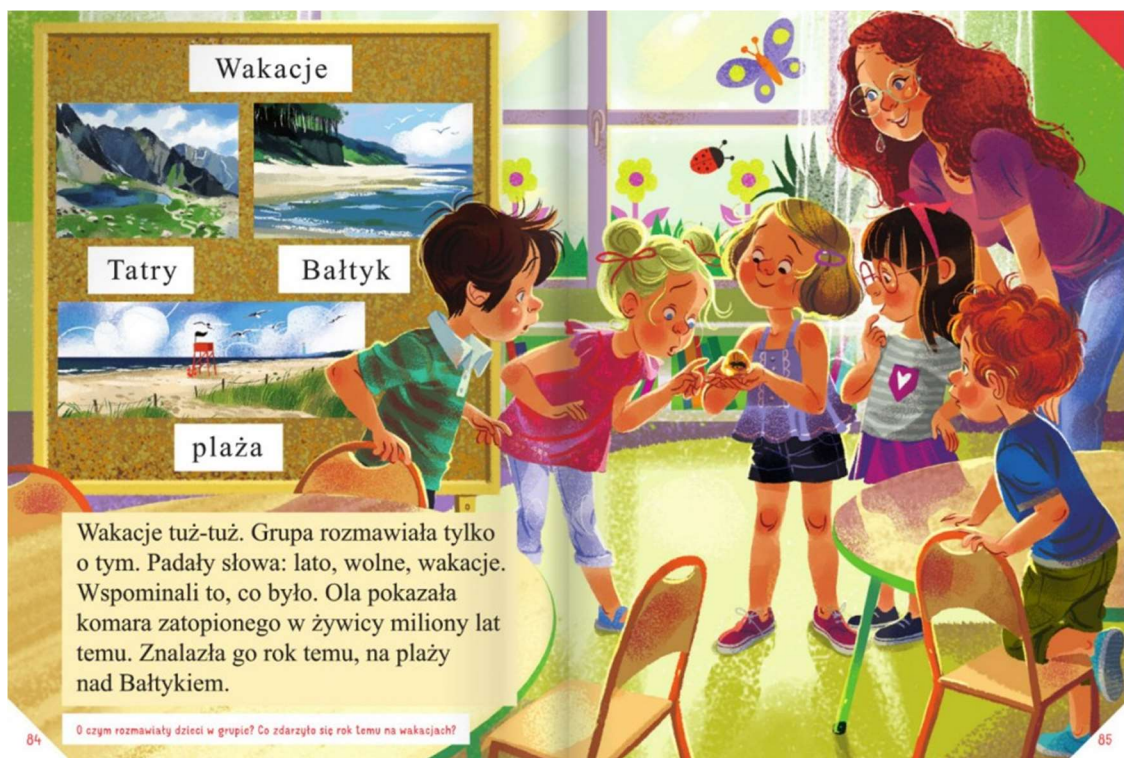 Wakacje
Tatry
Bałtyk
plaża
Wakacje tuż-tuż. Grupa rozmawiała tylko
o tym. Padały słowa: lato, wolne, wakacje.
Wspominali to, co było. Ola pokazała
komara zatopionego w żywicy miliony lat
temu. Znalazła go rok temu, na plaży
nad Bałtykiem.
O czym rozmawiały dzieci w grupie? Co zdarzyło się rok temu na wakacjach?
84
85